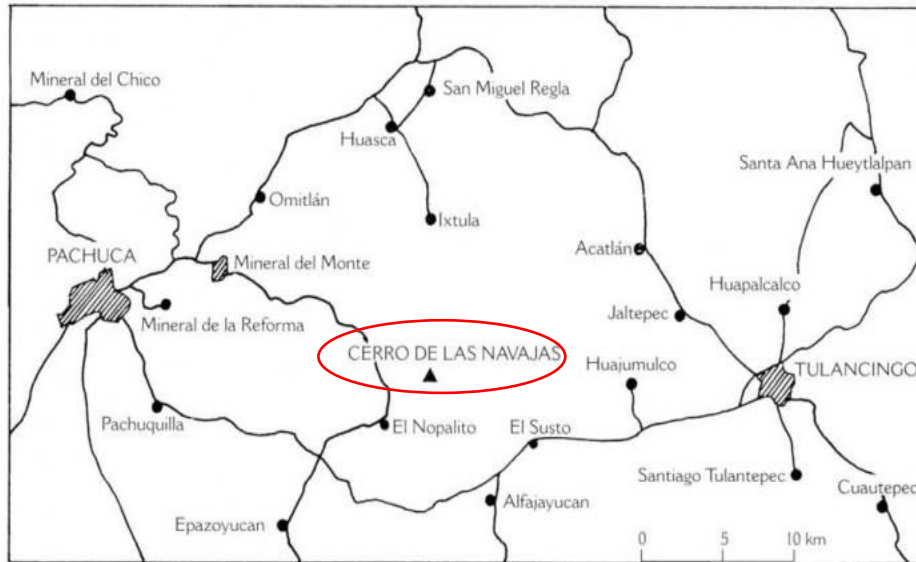 Mineral del Chico
San Miguel Regla
Huasca
Santa Ana Hueytlalpan
Omitlán
Ixtula
PACHUCA
Mineral del Monte
Acatlán
Huapalcalco
Mineral de la Reforma
Jaltepec
CERRO DE LAS NAVAJAS
Huajumulco
TULANCINGO
Pachuquilla
El Nopalito
El Susto
Santiago Tulantepec
Cuautepec
Alfajayucan
Epazoyucan
0 5 10 km